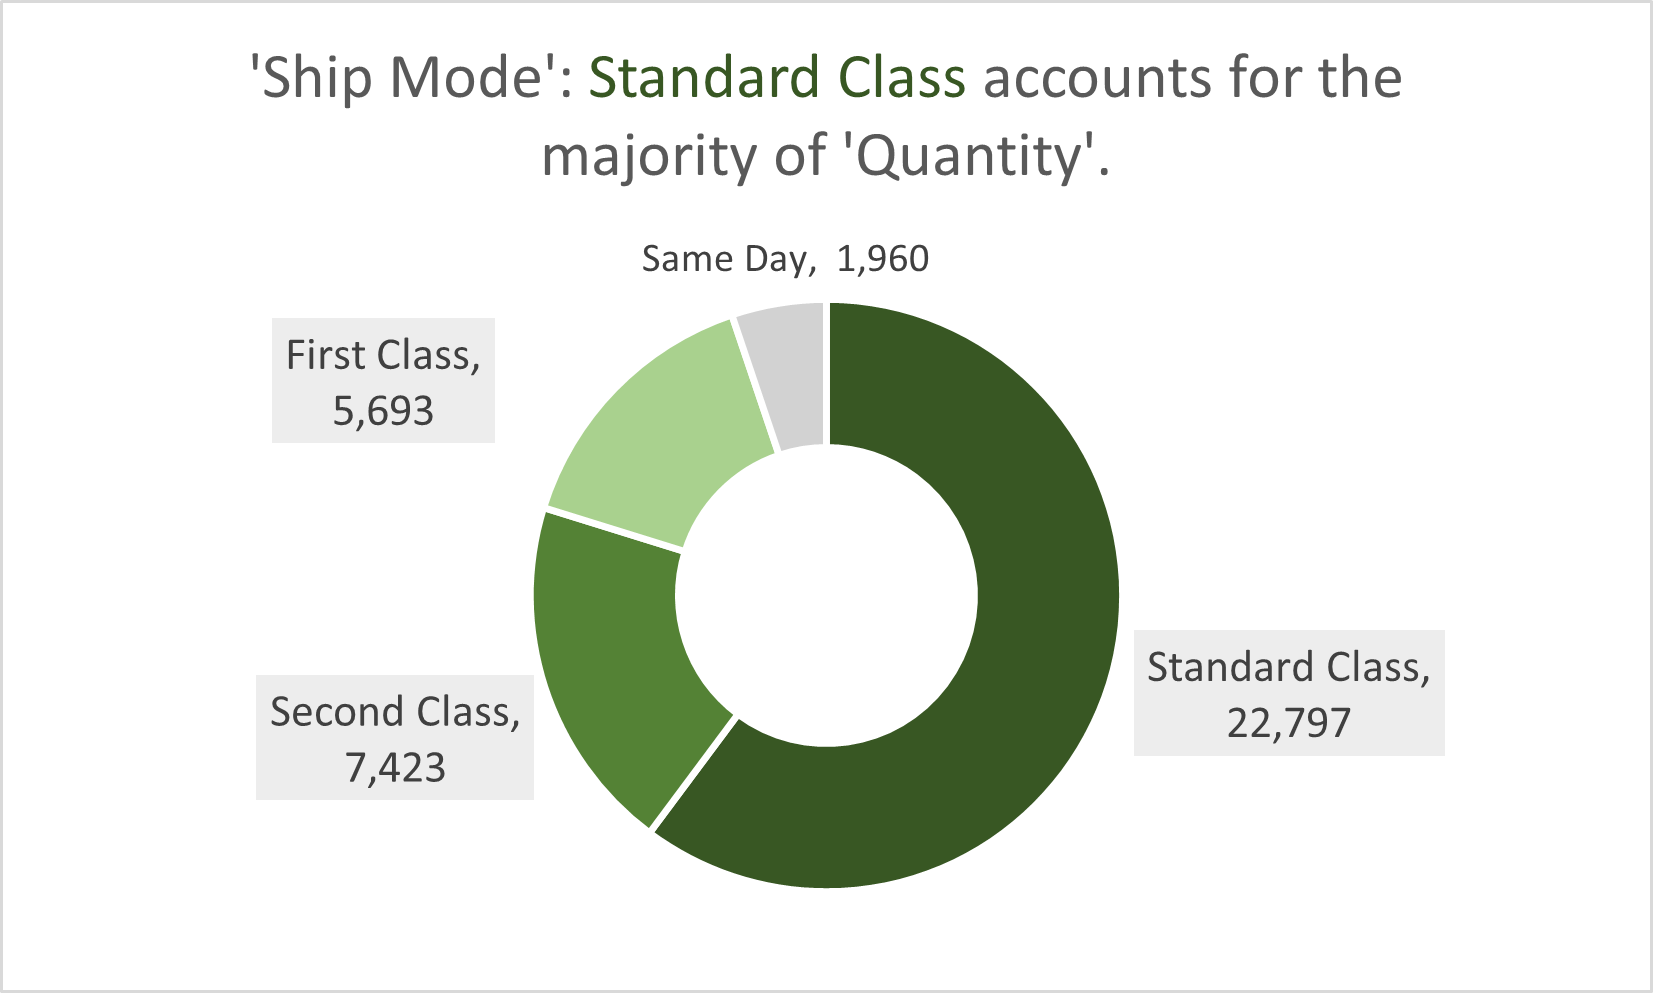 'Ship Mode': Standard Class accounts for the
majority of 'Quantity'.
Same Day, 1,960
First Class,
5,693
Second Class,
7,423
Standard Class,
22,797